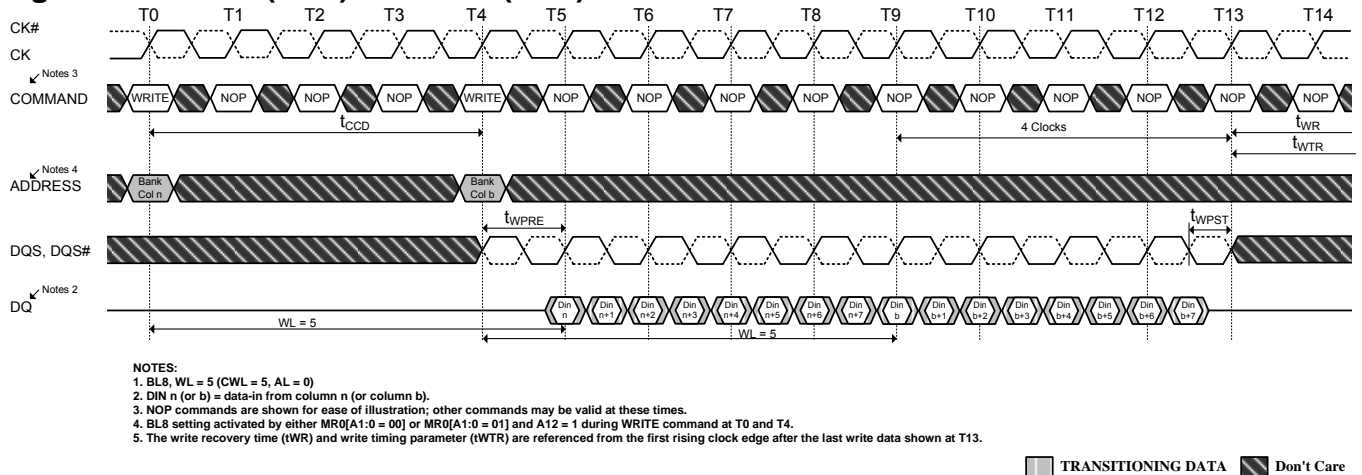 T0 T1 T2 T3 T4 T5 T6 T7 T8 T9 T10 T11 T12 T13 T14
CK#
CK
Notes 3
COMMAND WRITE NOP NOP NOP WRITE NOP NOP NOP NOP NOP NOP NOP NOP NOP NOP
tCCD 4 Clocks tWR
tWTR
Notes 4
ADDRESS Bank Col n Bank Col b
tWPRE tWPST
DQS, DQS#
Notes 2
DQ Din n Din n+1 Din n+2 Din n+3 Din n+4 Din n+5 Din n+6 Din n+7 Din b Din b+1 Din b+2 Din b+3 Din b+4 Din b+5 Din b+6 Din b+7
WL = 5 WL = 5
NOTES:
1. BL8, WL = 5 (CWL = 5, AL = 0)
2. DIN n (or b) = data-in from column n (or column b).
3. NOP commands are shown for ease of illustration; other commands may be valid at these times.
4. BL8 setting activated by either MR0[A1:0 = 00] or MR0[A1:0 = 01] and A12 = 1 during WRITE command at T0 and T4.
5. The write recovery time (tWR) and write timing parameter (tWTR) are referenced from the first rising clock edge after the last write data shown at T13.
TRANSITIONING DATA Don't Care